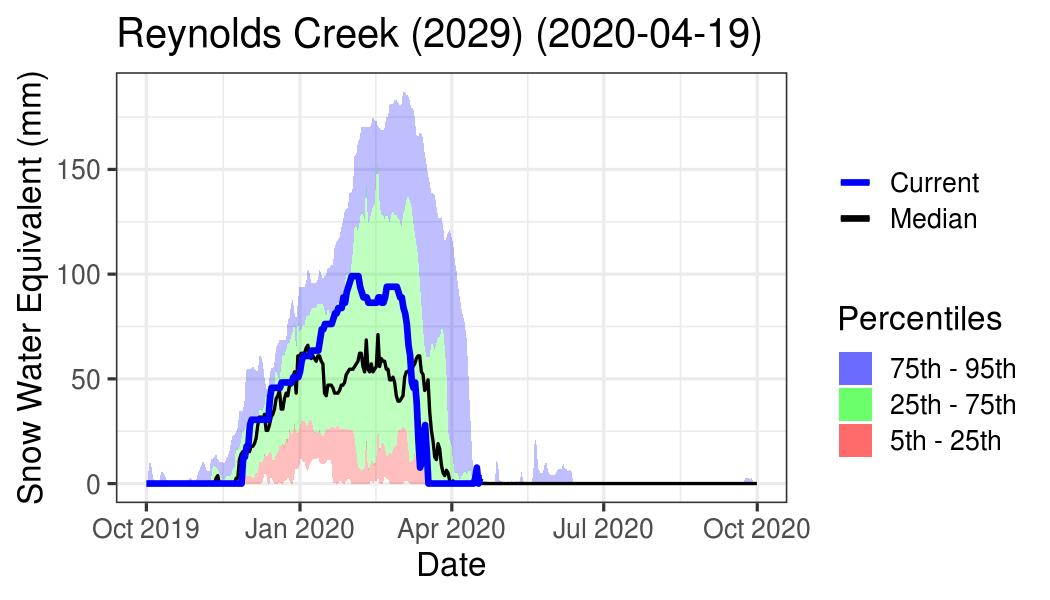 Reynolds Creek (2029) (2020-04-19)
Snow Water Equivalent (mm)
150
100
50
0
Oct 2019 Jan 2020 Apr 2020 Jul 2020 Oct 2020
Date
Current
Median
Percentiles
75th - 95th
25th - 75th
5th - 25th